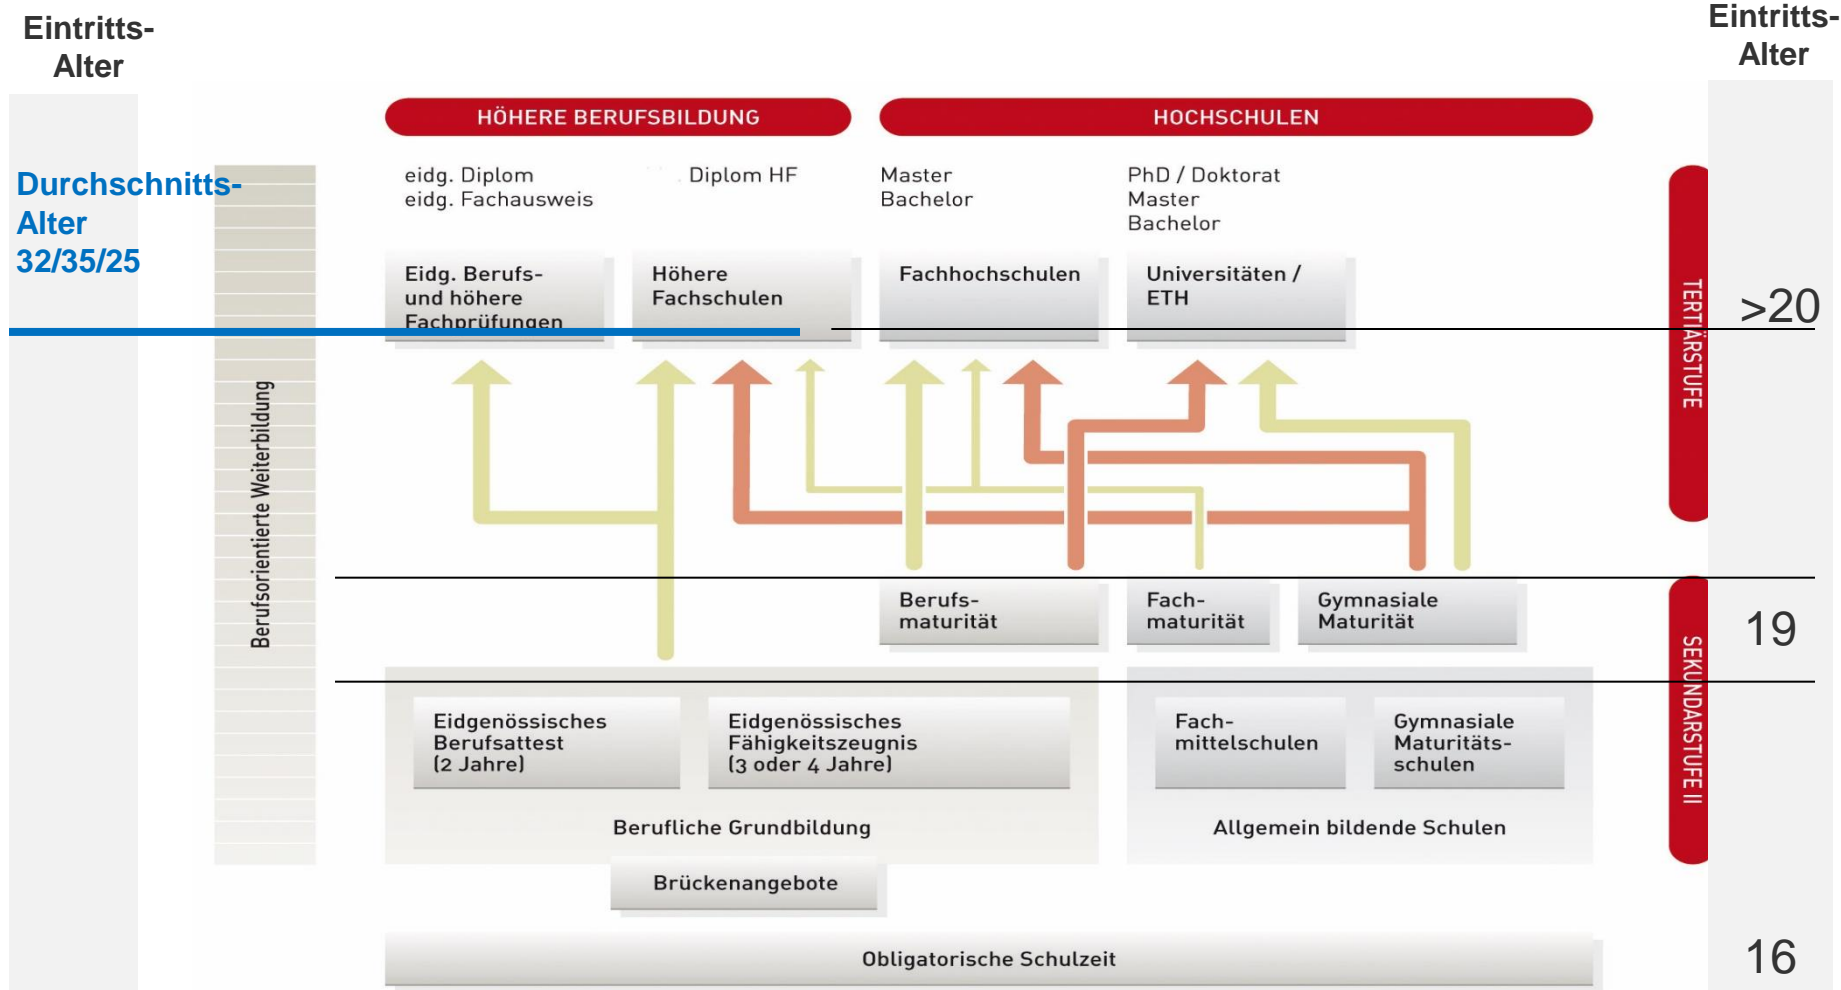 Eintritts-
Alter
Eintritts-
Alter
HÖHERE BERUFSBILDUNG
HOCHSCHULEN
Durchschnitts-
Alter
32/35/25
eidg. Diplom
eidg. Fachausweis
Diplom HF
Master
Bachelor
PhD / Doktorat
Master
Bachelor
Eidg. Berufs-
und höhere
Fachprüfungen
Höhere
Fachschulen
Fachhochschulen
Universitäten /
ETH
TERTIÄRSTUFE
>20
Berufsorientierte Weiterbildung
Berufs-
maturität
Fach-
maturität
Gymnasiale
Maturität
19
SEKUNDARSTUFE II
Eidgenössisches
Berufsattest
(2 Jahre)
Eidgenössisches
Fähigkeitszeugnis
(3 oder 4 Jahre)
Fach-
mittelschulen
Gymnasiale
Maturitäts-
schulen
Berufliche Grundbildung
Allgemein bildende Schulen
Brückenangebote
Obligatorische Schulzeit
16